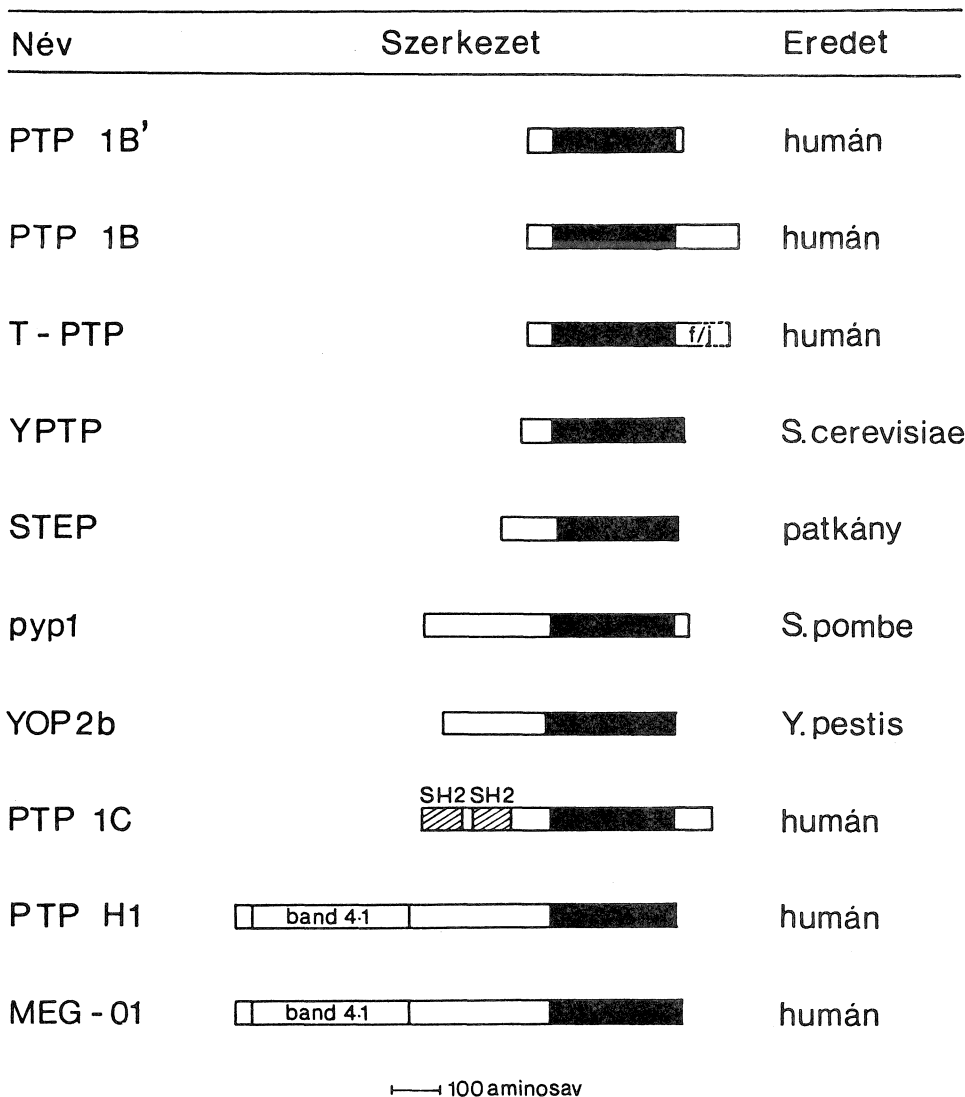 Név Szerkezet Eredet
PTP 1B’ humán
PTP 1B humán
T - PTP f/j humán
YPTP S.cerevisiae
STEP patkány
pyp1 S.pombe
YOP2b Y.pestis
SH2 SH2
PTP 1C humán
PTP H1 band 4·1 humán
MEG - 01 band 4·1 humán
100 aminosav